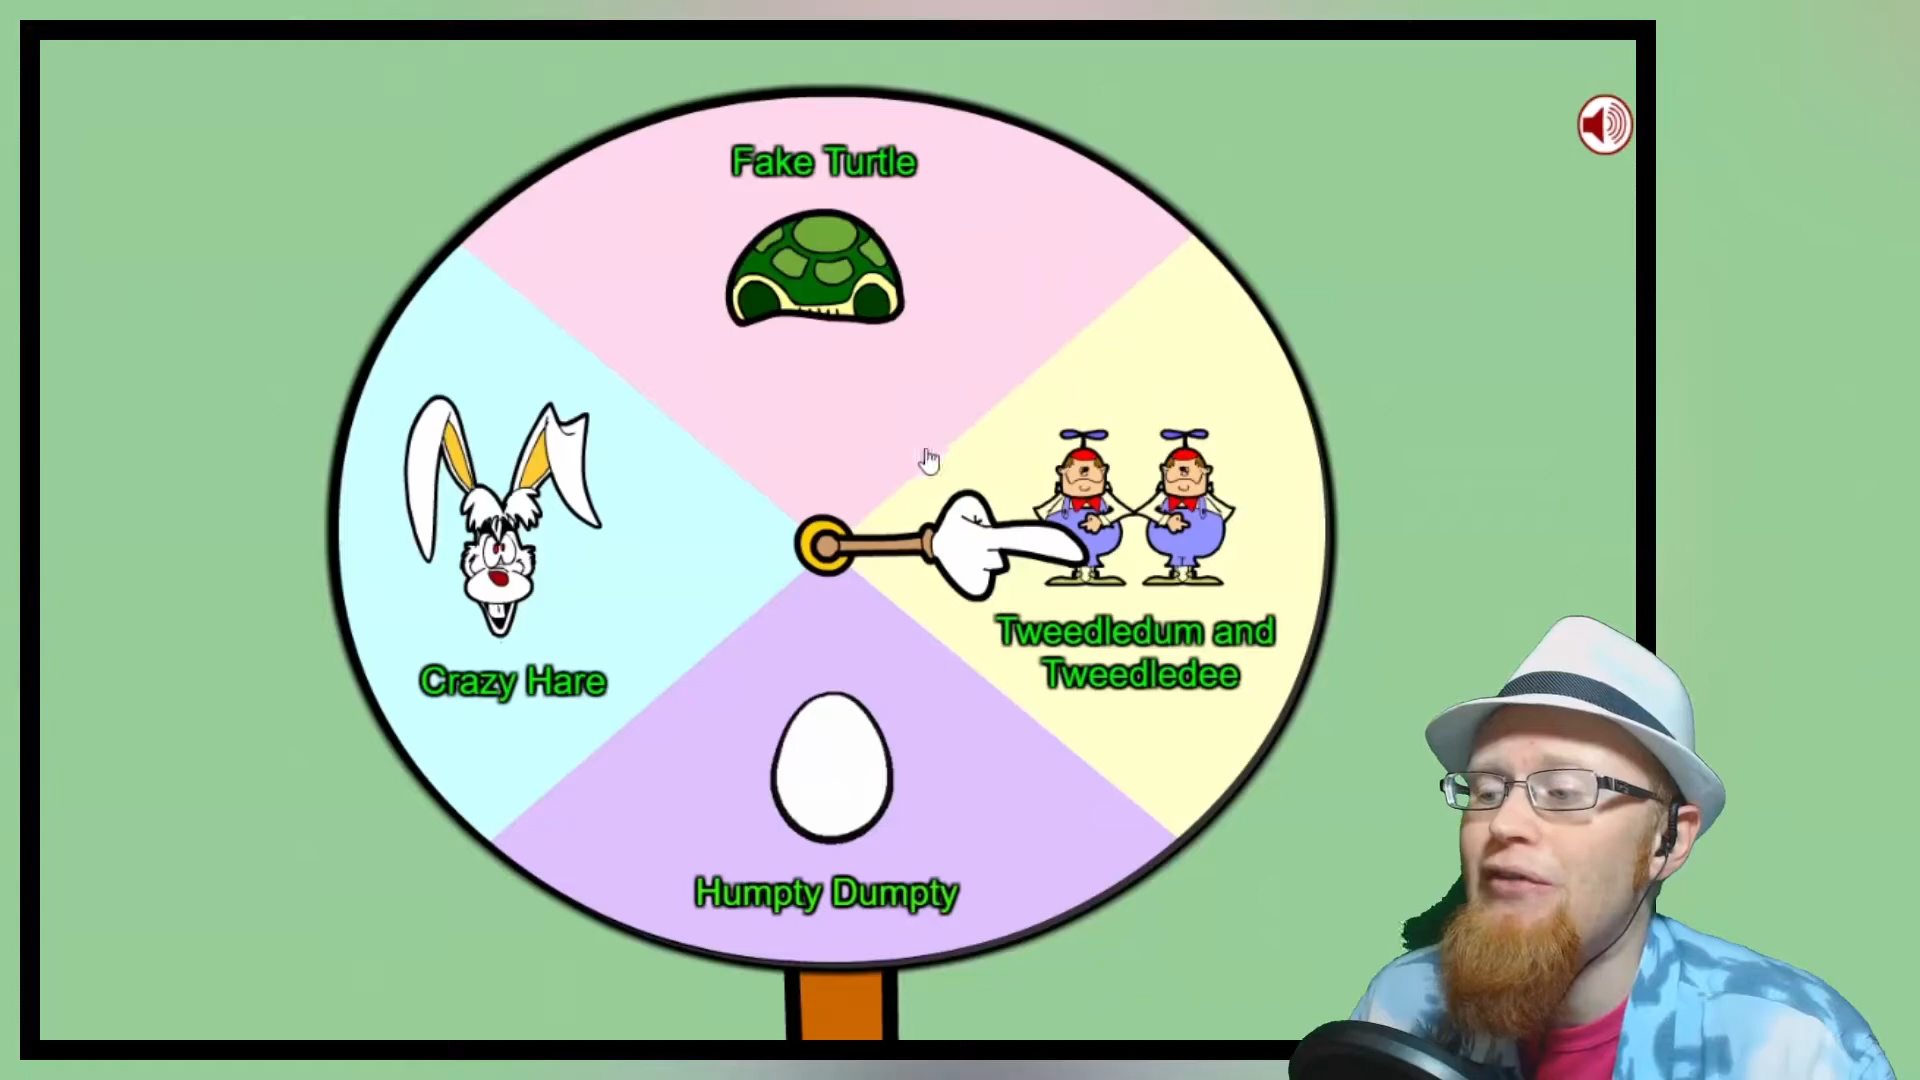 Fake Turtle
Tweedledum and
Tweedledee
Crazy Hare
Humpty Dumpty